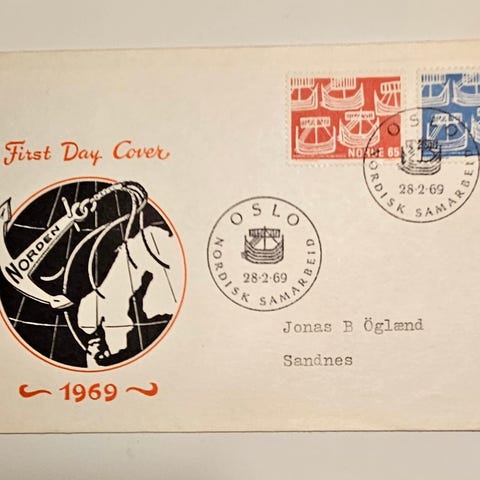 First Day Cover
NORDEN
1969
NORGE 65
OSLO
28-2-69
NORDISK SAMARBEID
OSLO
28-2-69
NORDISK SAMARBEID
Jonas B Öglænd
Sandnes